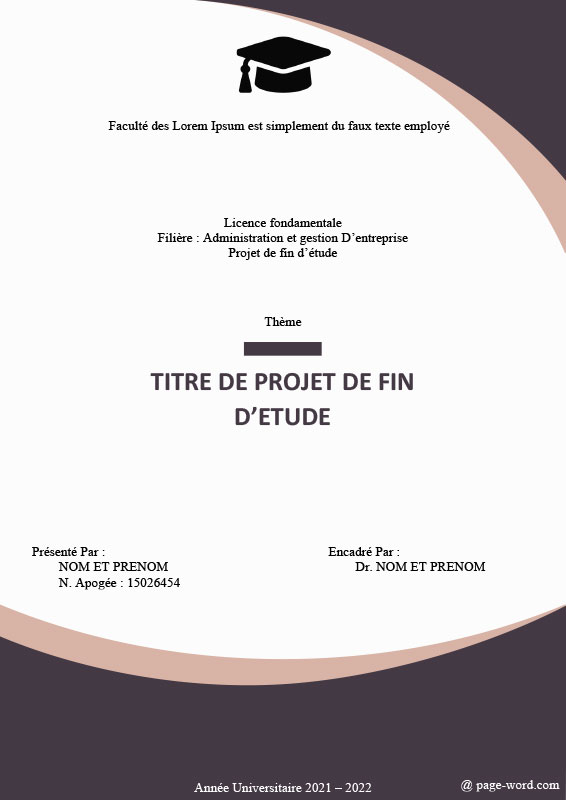 Faculté des Lorem Ipsum est simplement du faux texte employé
Licence fondamentale
Filière : Administration et gestion D’entreprise
Projet de fin d’étude
Thème
TITRE DE PROJET DE FIN
D’ETUDE
Présenté Par :
NOM ET PRENOM
N. Apogée : 15026454
Encadré Par :
Dr. NOM ET PRENOM
Année Universitaire 2021 – 2022
@ page-word.com